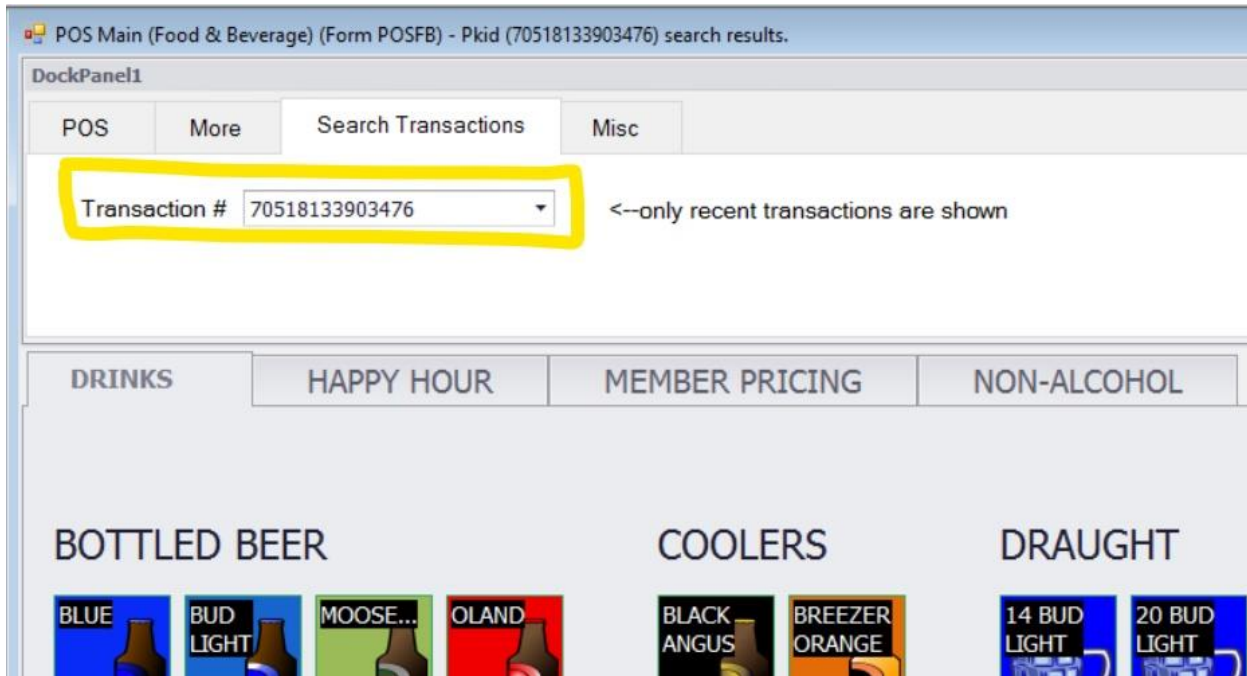 POS Main (Food & Beverage) (Form POSFB) - Pkid (70518133903476) search results.
DockPanel1
POS More Search Transactions Misc
Transaction # 70518133903476 <--only recent transactions are shown
DRINKS HAPPY HOUR MEMBER PRICING NON-ALCOHOL
BOTTLED BEER COOLERS DRAUGHT
BLUE BUD MOOSE... OLAND BLACK BREEZER 14 BUD 20 BUD
LIGHT ANGUS ORANGE LIGHT LIGHT